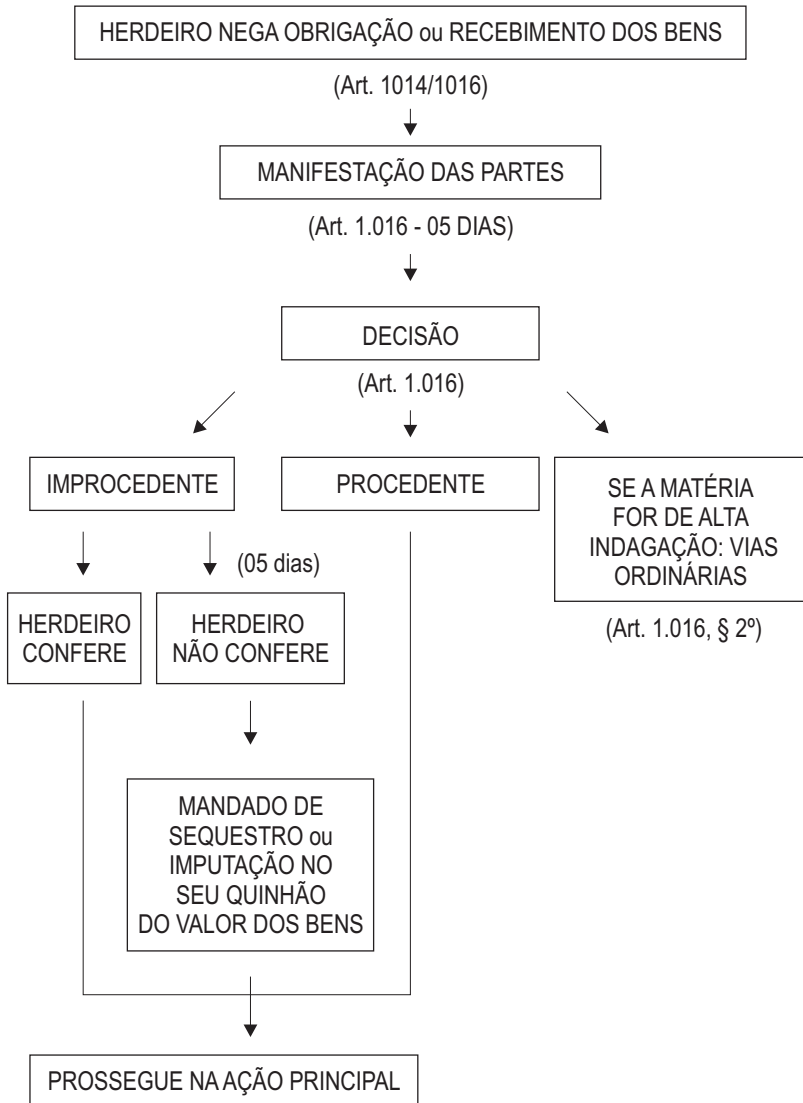 HERDEIRO NEGA OBRIGAÇÃO ou RECEBIMENTO DOS BENS
(Art. 1014/1016)
MANIFESTAÇÃO DAS PARTES
(Art. 1.016 - 05 DIAS)
DECISÃO
(Art. 1.016)
IMPROCEDENTE
PROCEDENTE
SE A MATÉRIA
FOR DE ALTA
INDAGAÇÃO: VIAS
ORDINÁRIAS
(Art. 1.016, § 2º)
(05 dias)
HERDEIRO
CONFERE
HERDEIRO
NÃO CONFERE
MANDADO DE
SEQUESTRO ou
IMPUTAÇÃO NO
SEU QUINHÃO
DO VALOR DOS BENS
PROSSEGUE NA AÇÃO PRINCIPAL